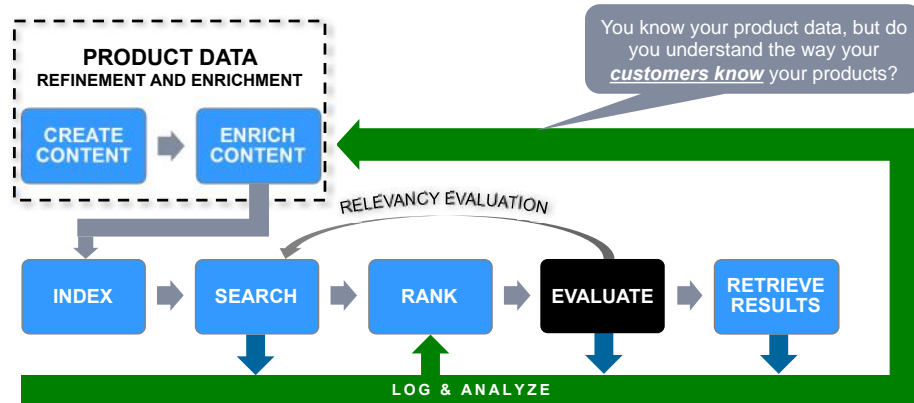 PRODUCT DATA
REFINEMENT AND ENRICHMENT
You know your product data, but do
you understand the way your
customers know your products?
CREATE
CONTENT
ENRICH
CONTENT
RELEVANCY EVALUATION
INDEX
SEARCH
RANK
EVALUATE
RETRIEVE
RESULTS
LOG & ANALYZE